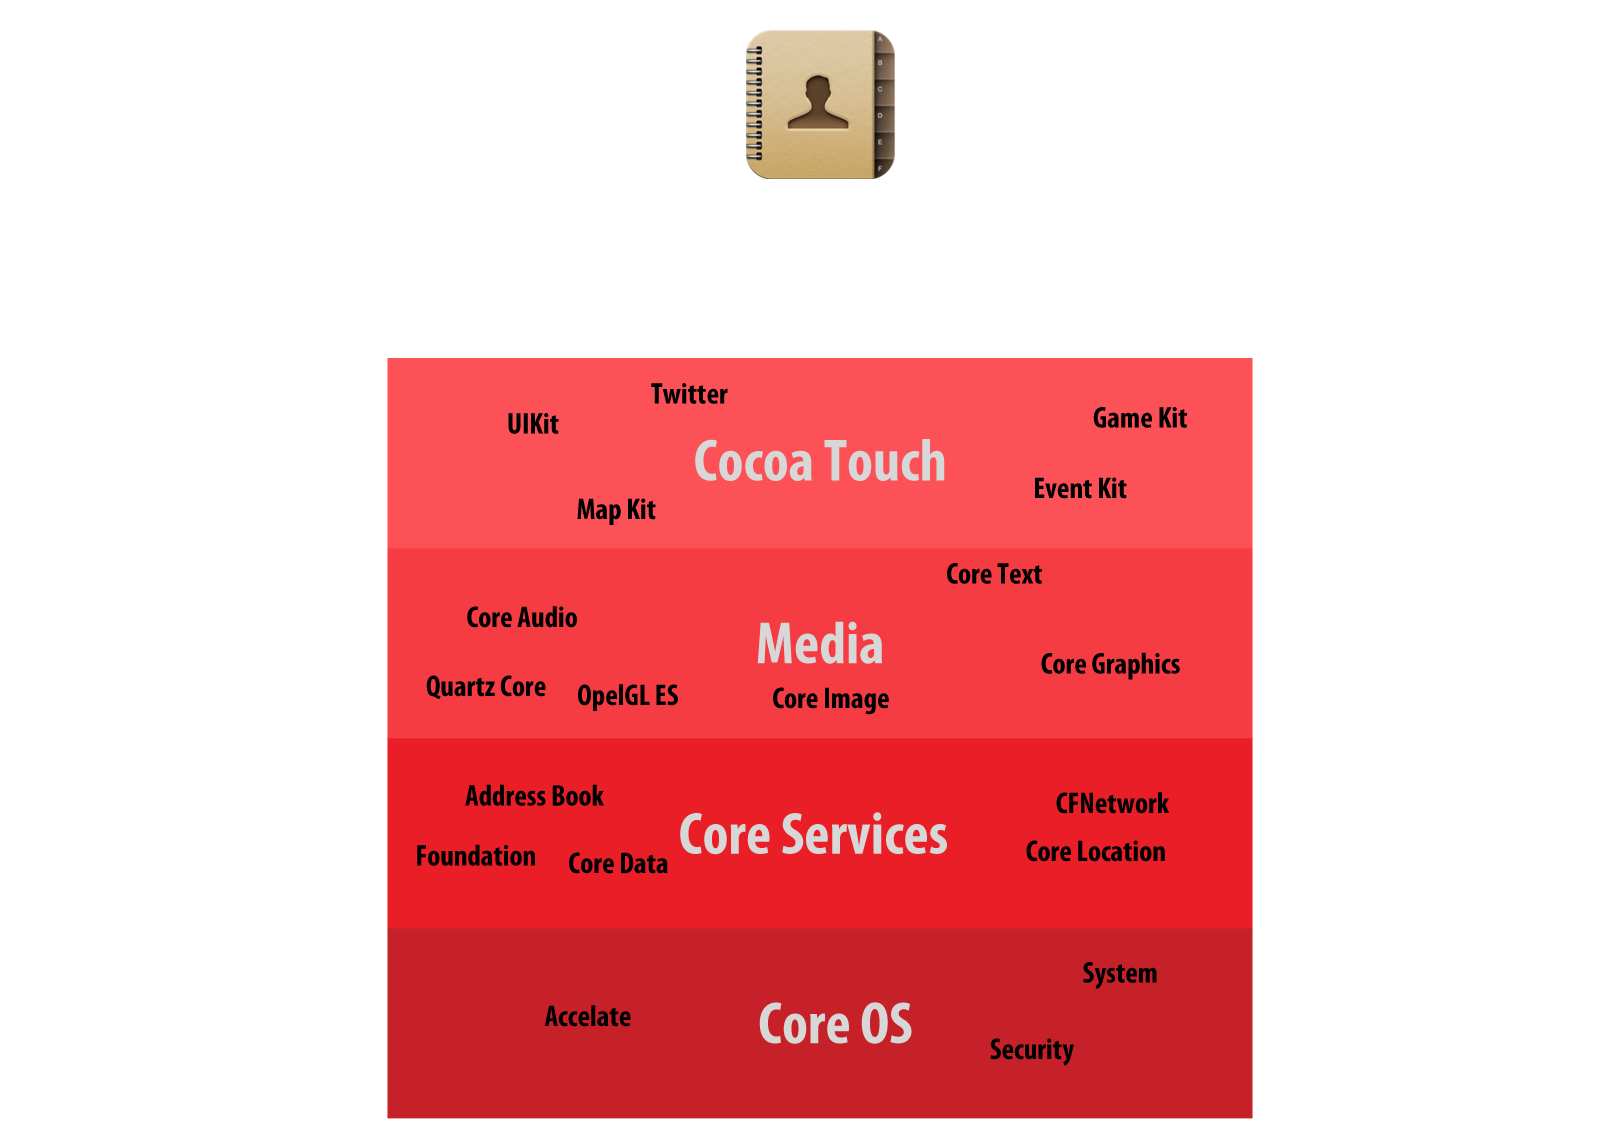 A
B
C
D
E
F
Twitter
UIKit
Game Kit
Cocoa Touch
Event Kit
Map Kit
Core Text
Core Audio
Media
Core Graphics
Quartz Core
OpelGL ES
Core Image
Address Book
CFNetwork
Core Services
Foundation
Core Data
Core Location
System
Accelate
Core OS
Security